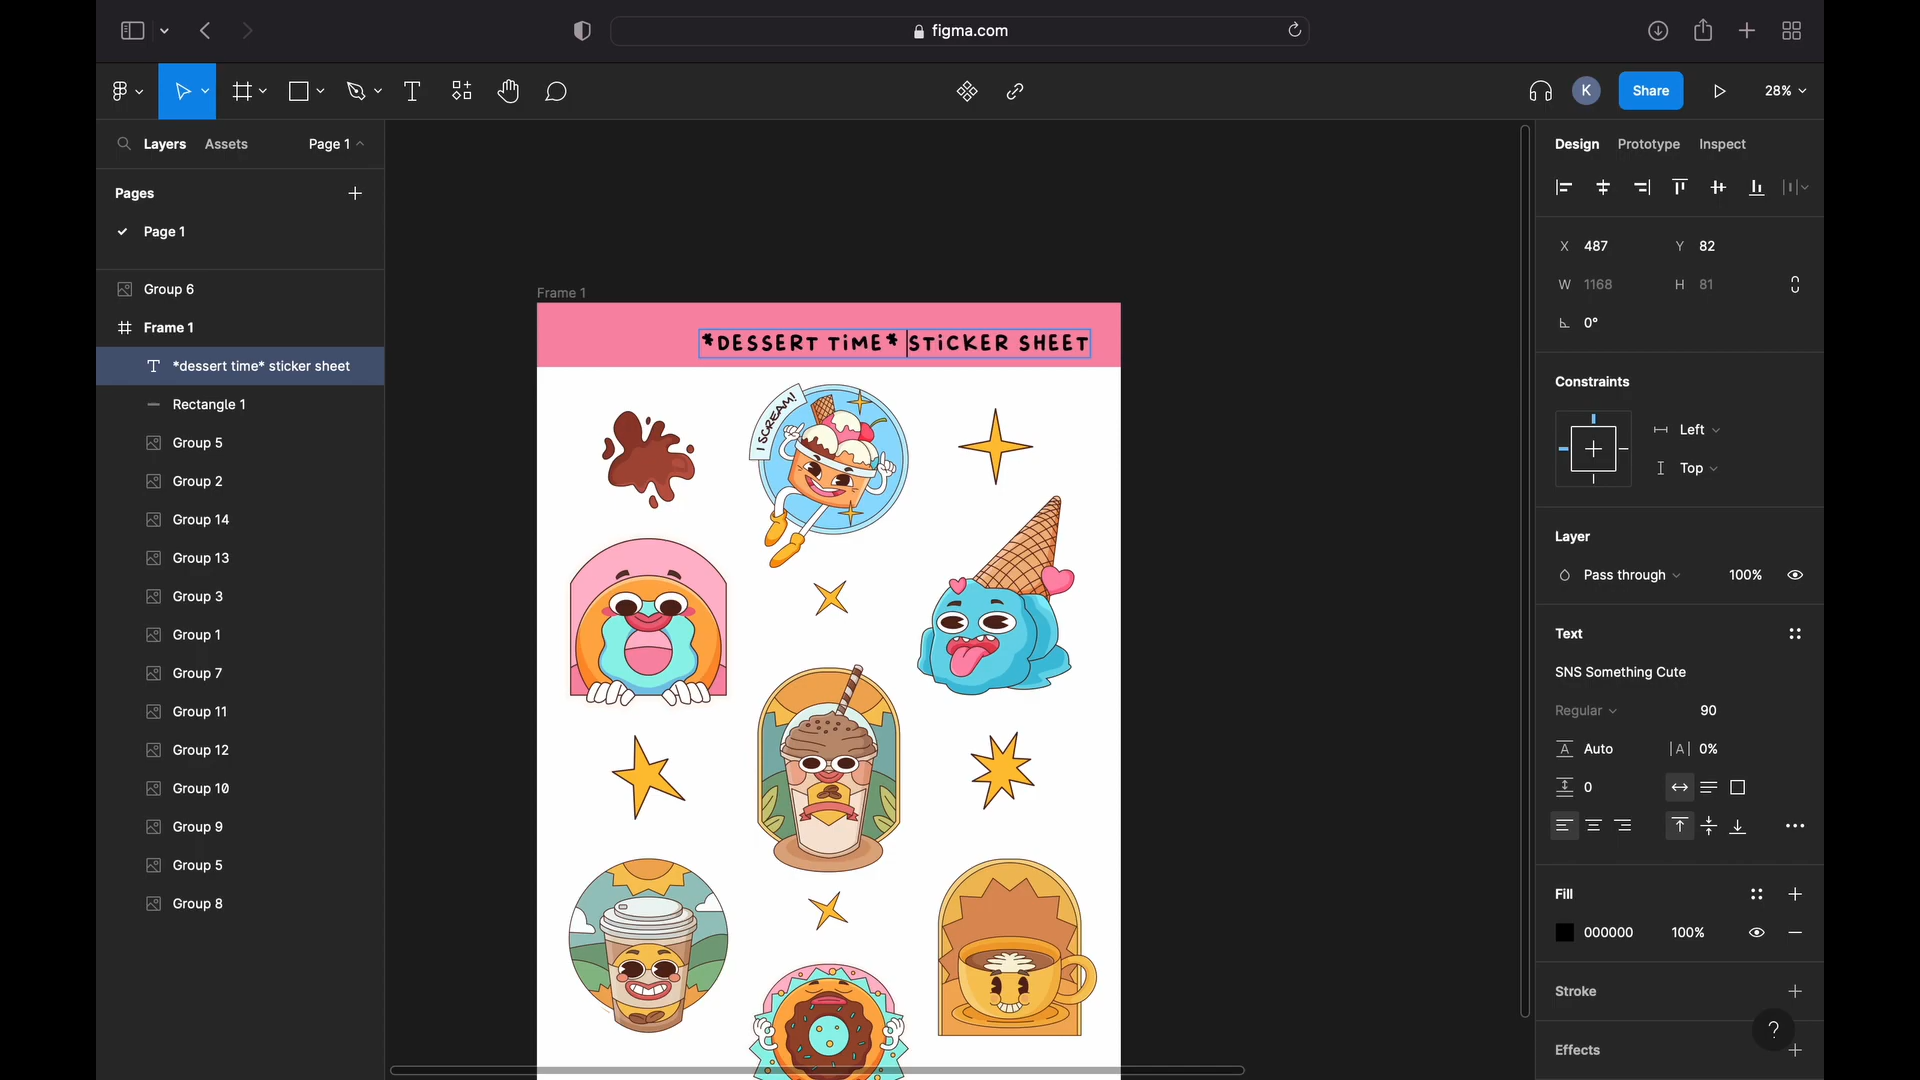 figma.com
Share
K
28%
Layers
Assets
Page 1
Design
Prototype
Inspect
Pages
Page 1
X 487
Y 82
W 1168
H 81
0°
Group 6
Frame 1
*dessert time* sticker sheet
Rectangle 1
Group 5
Group 2
Group 14
Group 13
Group 3
Group 1
Group 7
Group 11
Group 12
Group 10
Group 9
Group 5
Group 8
Frame 1
*DESSERT TiME* STiCKER SHEET
I SCREAM!
Constraints
Left
Top
Layer
Pass through
100%
Text
SNS Something Cute
Regular
90
Auto
A 0%
0
Fill
000000
100%
Stroke
Effects
?